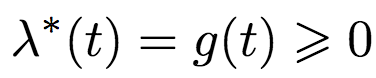 λ*(t) = g(t) ⩾ 0